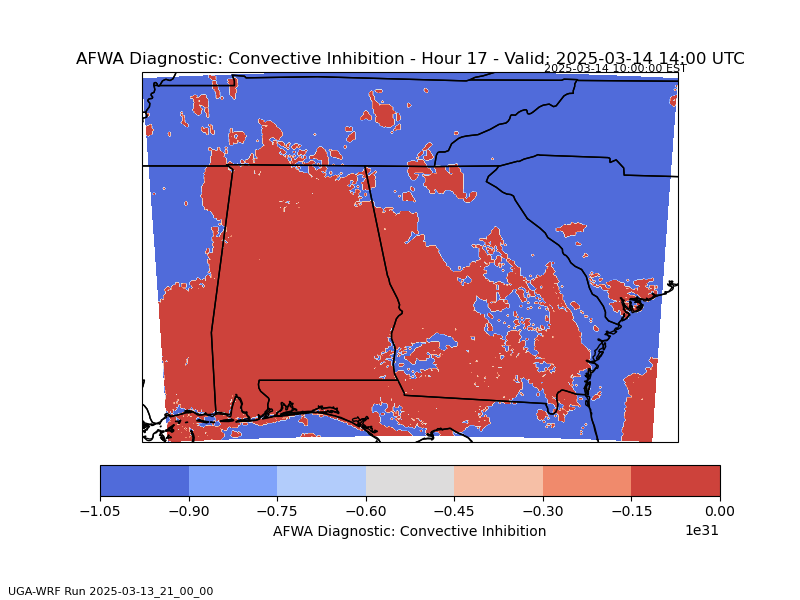 AFWA Diagnostic: Convective Inhibition - Hour 17 - Valid: 2025-03-14 14:00 UTC
2025-03-14 10:00:00 EST
−1.05 −0.90 −0.75 −0.60 −0.45 −0.30 −0.15 0.00
AFWA Diagnostic: Convective Inhibition 1e31
UGA-WRF Run 2025-03-13_21_00_00